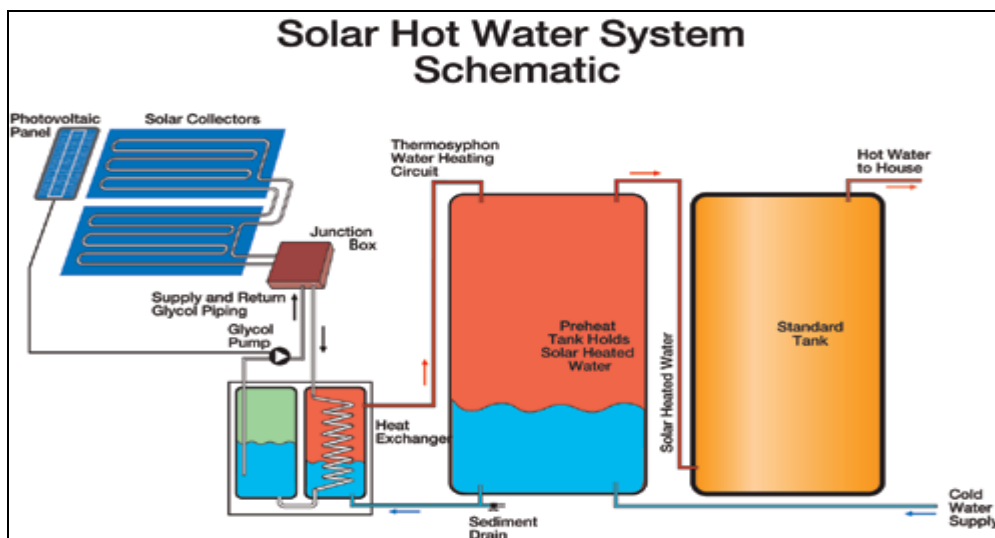 Solar Hot Water System
Schematic
Photovoltaic
Panel
Solar Collectors
Thermosyphon
Water Heating
Circuit
Hot Water
to House
Junction
Box
Supply and Return
Glycol Piping
Glycol
Pump
Preheat
Tank Holds
Solar Heated
Water
Standard
Tank
Solar Heated Water
Heat
Exchanger
Sediment
Drain
Cold
Water
Supply